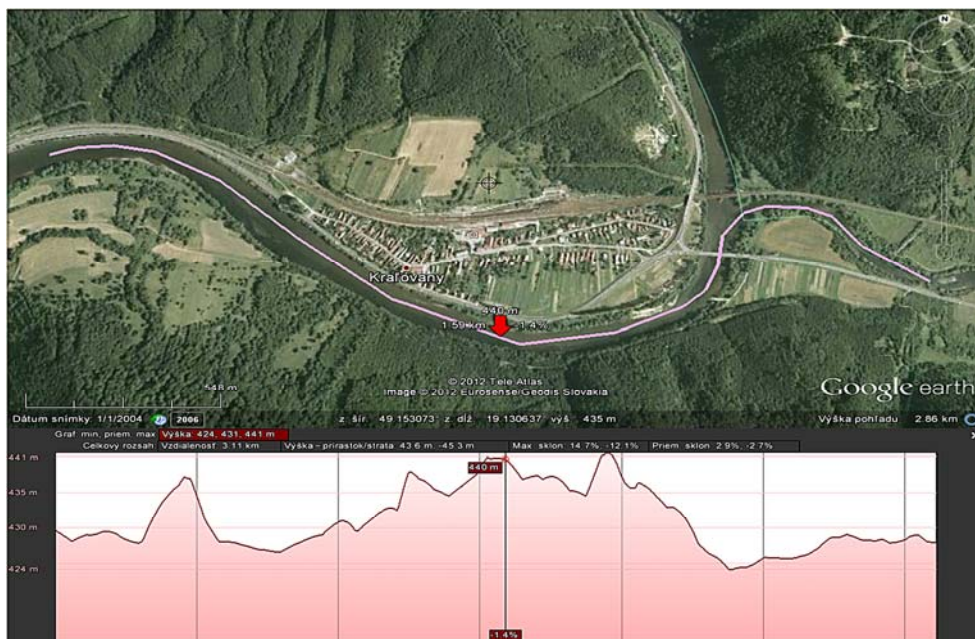 N
Kraľovany
440 m
1.59 km -1.4%
© 2012 Tele Atlas
Image © 2012 Eurosense/Geodis Slovakia
548 m
Google earth
Dátum snímky: 1/1/2004 2006 z. šír. 49.153073; z. dĺž. 19.130637 výš. 435 m Výška pohľadu 2.86 km
Graf min, priem, max Výška: 424, 431, 441 m
Celkový rozsah Vzdialenosť: 3.11 km Výška – prírastok/strata 43.6 m, -45.3 m Max. sklon: 14.7%, -12.1% Priem. sklon: 2.9%, -2.7%
441 m
440 m
435 m
430 m
424 m
-1.4%